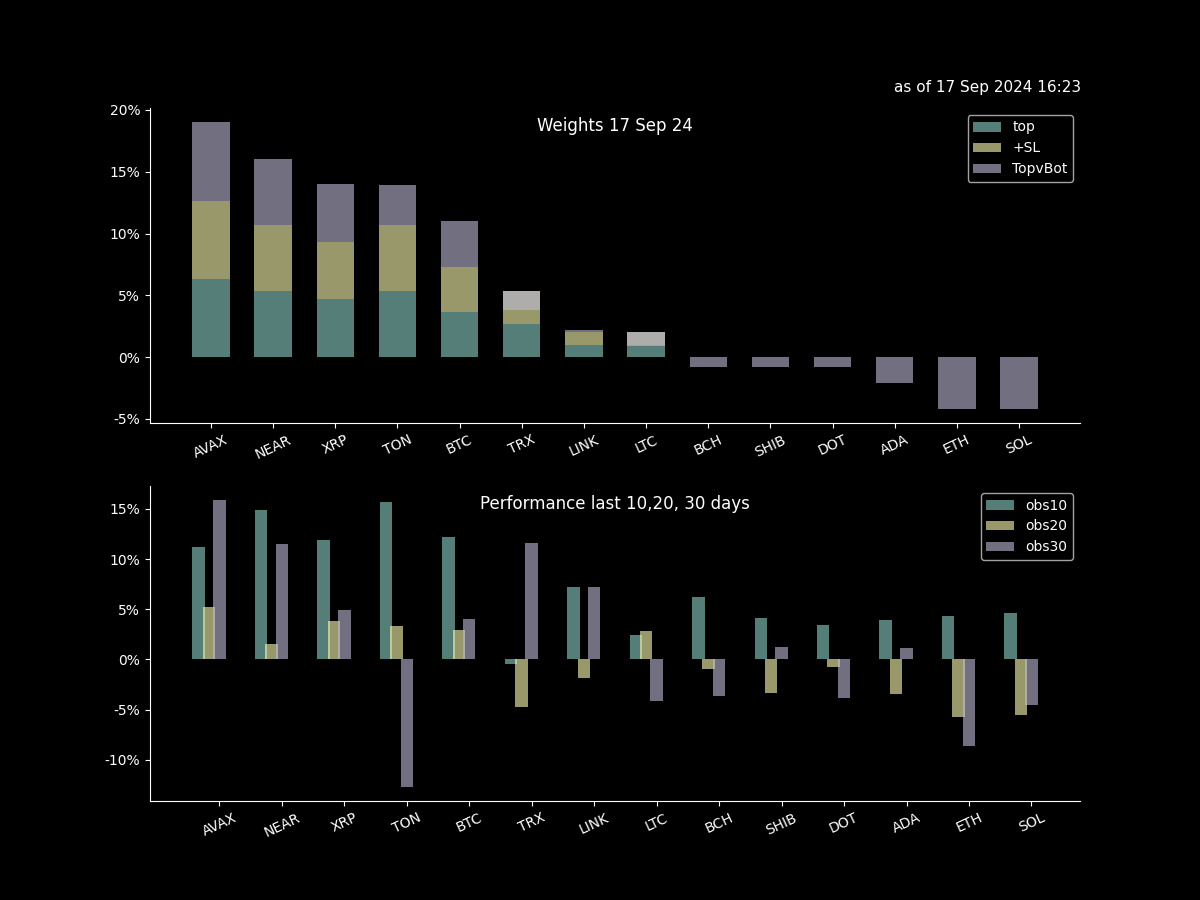 as of 17 Sep 2024 16:23
Weights 17 Sep 24
top
+SL
TopvBot
20%
15%
10%
5%
0%
-5%
AVAX NEAR XRP TON BTC TRX LINK LTC BCH SHIB DOT ADA ETH SOL
Performance last 10,20, 30 days
obs10
obs20
obs30
15%
10%
5%
0%
-5%
-10%
AVAX NEAR XRP TON BTC TRX LINK LTC BCH SHIB DOT ADA ETH SOL